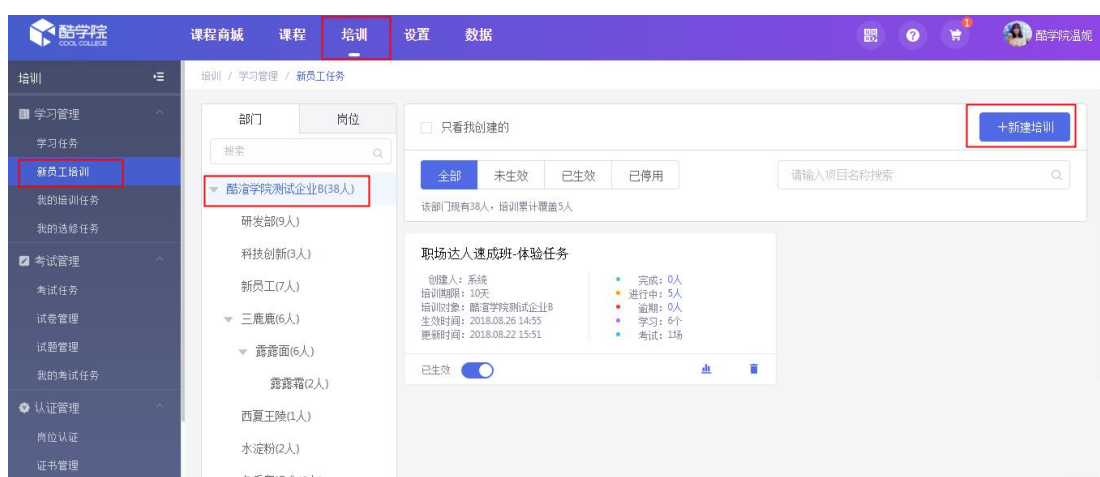 酷学院
COOL COLLEGE
课程商城 课程 培训 设置 数据
1
酷学院温妮
培训
培训 / 学习管理 / 新员工任务
学习管理
学习任务
新员工培训
我的培训任务
我的选修任务
考试管理
考试任务
试卷管理
试题管理
我的考试任务
认证管理
岗位认证
证书管理
部门 岗位
搜索
酷渲学院测试企业B(38人)
研发部(9人)
科技创新(3人)
新员工(7人)
三鹿鹿(6人)
露露面(6人)
露露霜(2人)
西夏王陵(1人)
水淀粉(2人)
只看我创建的
+新建培训
全部 未生效 已生效 已停用
请输入项目名称搜索
该部门现有38人，培训累计覆盖5人
职场达人速成班-体验任务
创建人：系统
培训期限：10天
培训对象：酷渲学院测试企业B
生效时间：2018.08.26 14:55
更新时间：2018.08.22 15:51
完成：0人
进行中：5人
逾期：0人
学习：6个
考试：1场
已生效